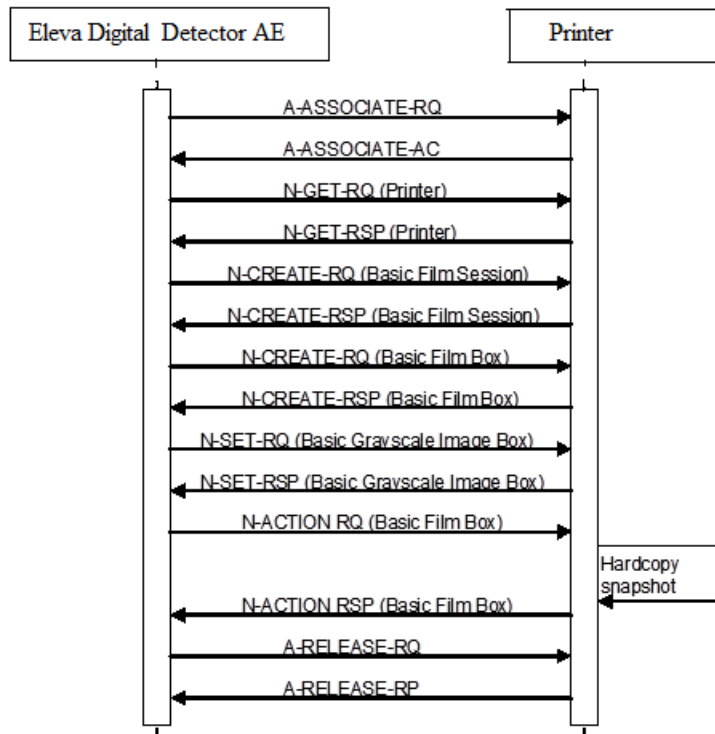 Eleva Digital Detector AE
Printer
A-ASSOCIATE-RQ
A-ASSOCIATE-AC
N-GET-RQ (Printer)
N-GET-RSP (Printer)
N-CREATE-RQ (Basic Film Session)
N-CREATE-RSP (Basic Film Session)
N-CREATE-RQ (Basic Film Box)
N-CREATE-RSP (Basic Film Box)
N-SET-RQ (Basic Grayscale Image Box)
N-SET-RSP (Basic Grayscale Image Box)
N-ACTION RQ (Basic Film Box)
Hardcopy
snapshot
N-ACTION RSP (Basic Film Box)
A-RELEASE-RQ
A-RELEASE-RP